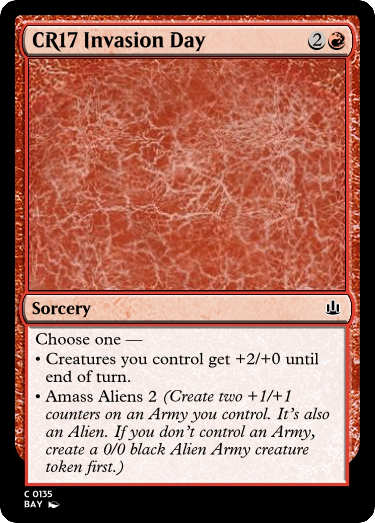 CR17 Invasion Day 2
Sorcery
Choose one —
• Creatures you control get +2/+0 until
end of turn.
• Amass Aliens 2 (Create two +1/+1
counters on an Army you control. It's also
an Alien. If you don't control an Army,
create a 0/0 black Alien Army creature
token first.)
C 0135
BAY